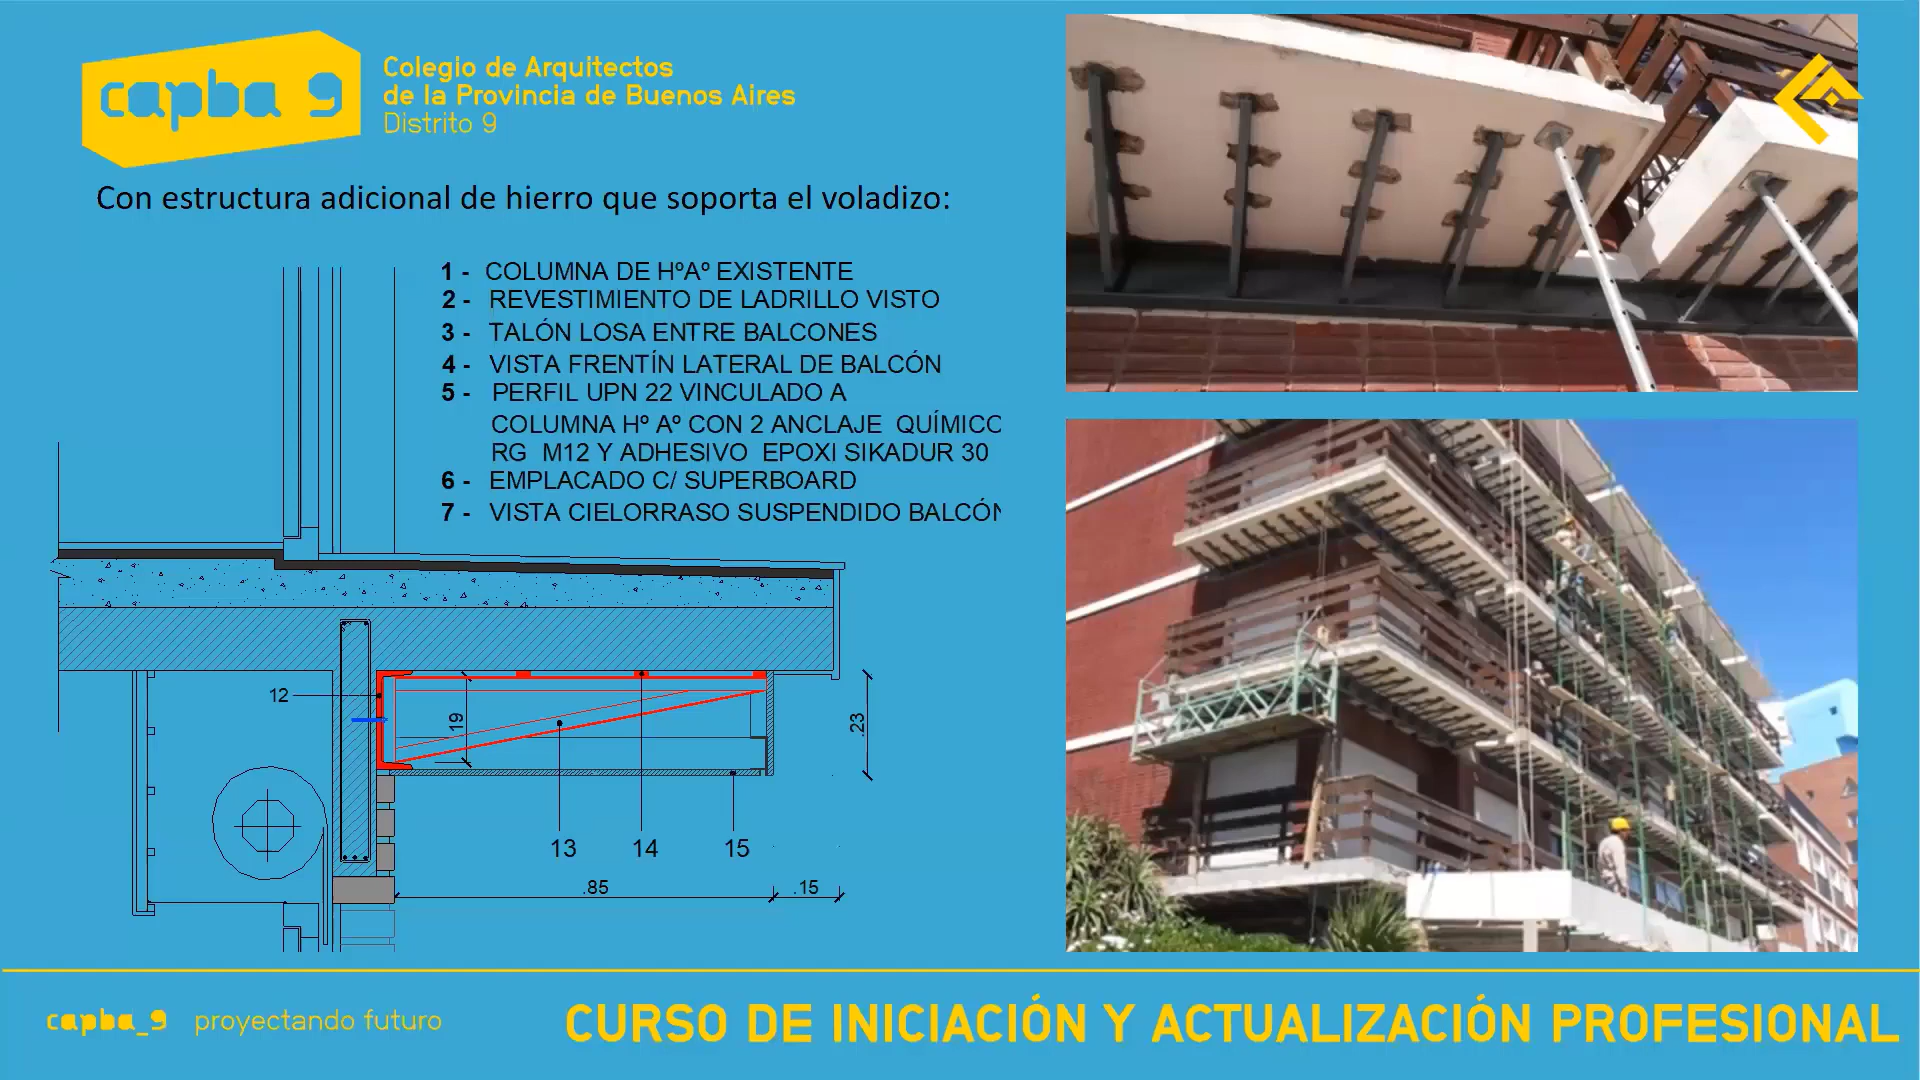 capba 9
Colegio de Arquitectos
de la Provincia de Buenos Aires
Distrito 9
Con estructura adicional de hierro que soporta el voladizo:
1 - COLUMNA DE HºAº EXISTENTE
2 - REVESTIMIENTO DE LADRILLO VISTO
3 - TALÓN LOSA ENTRE BALCONES
4 - VISTA FRENTÍN LATERAL DE BALCÓN
5 - PERFIL UPN 22 VINCULADO A
COLUMNA Hº Aº CON 2 ANCLAJE QUÍMICO
RG M12 Y ADHESIVO EPOXI SIKADUR 30
6 - EMPLACADO C/ SUPERBOARD
7 - VISTA CIELORRASO SUSPENDIDO BALCÓN
12
19
.23
13
14
15
.85
.15
capba_9 proyectando futuro
CURSO DE INICIACIÓN Y ACTUALIZACIÓN PROFESIONAL